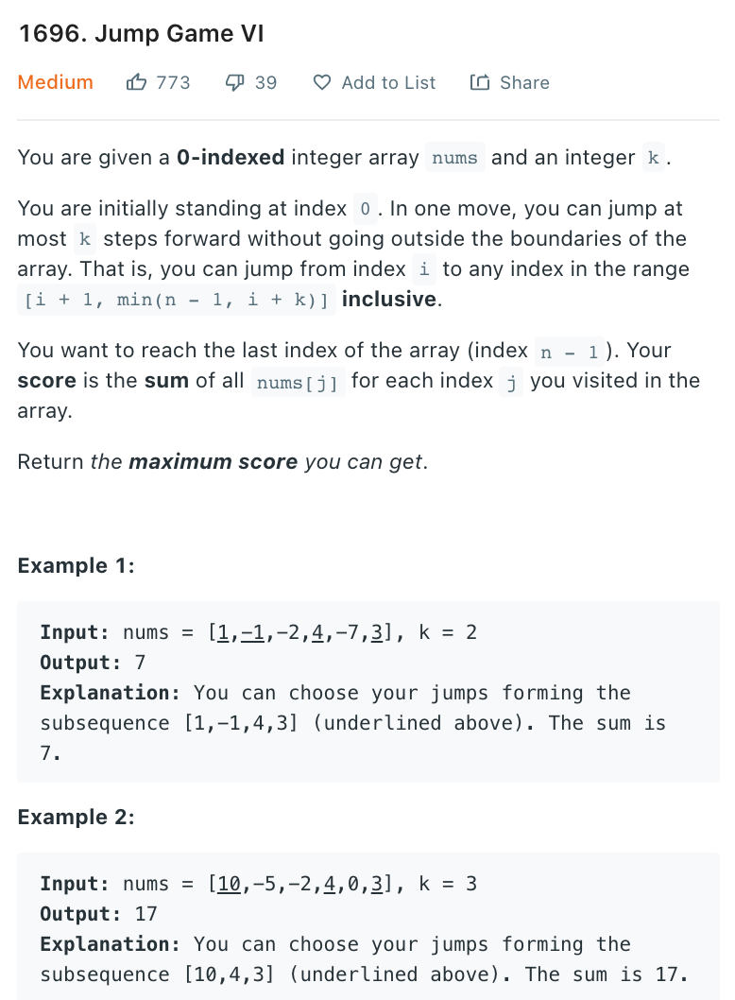 1696. Jump Game VI
Medium 773 39 Add to List Share
You are given a 0-indexed integer array nums and an integer k .
You are initially standing at index 0 . In one move, you can jump at
most k steps forward without going outside the boundaries of the
array. That is, you can jump from index i to any index in the range
[i + 1, min(n - 1, i + k)] inclusive.
You want to reach the last index of the array (index n - 1 ). Your
score is the sum of all nums[j] for each index j you visited in the
array.
Return the maximum score you can get.
Example 1:
Input: nums = [1,-1,-2,4,-7,3], k = 2
Output: 7
Explanation: You can choose your jumps forming the
subsequence [1,-1,4,3] (underlined above). The sum is
7.
Example 2:
Input: nums = [10,-5,-2,4,0,3], k = 3
Output: 17
Explanation: You can choose your jumps forming the
subsequence [10,4,3] (underlined above). The sum is 17.